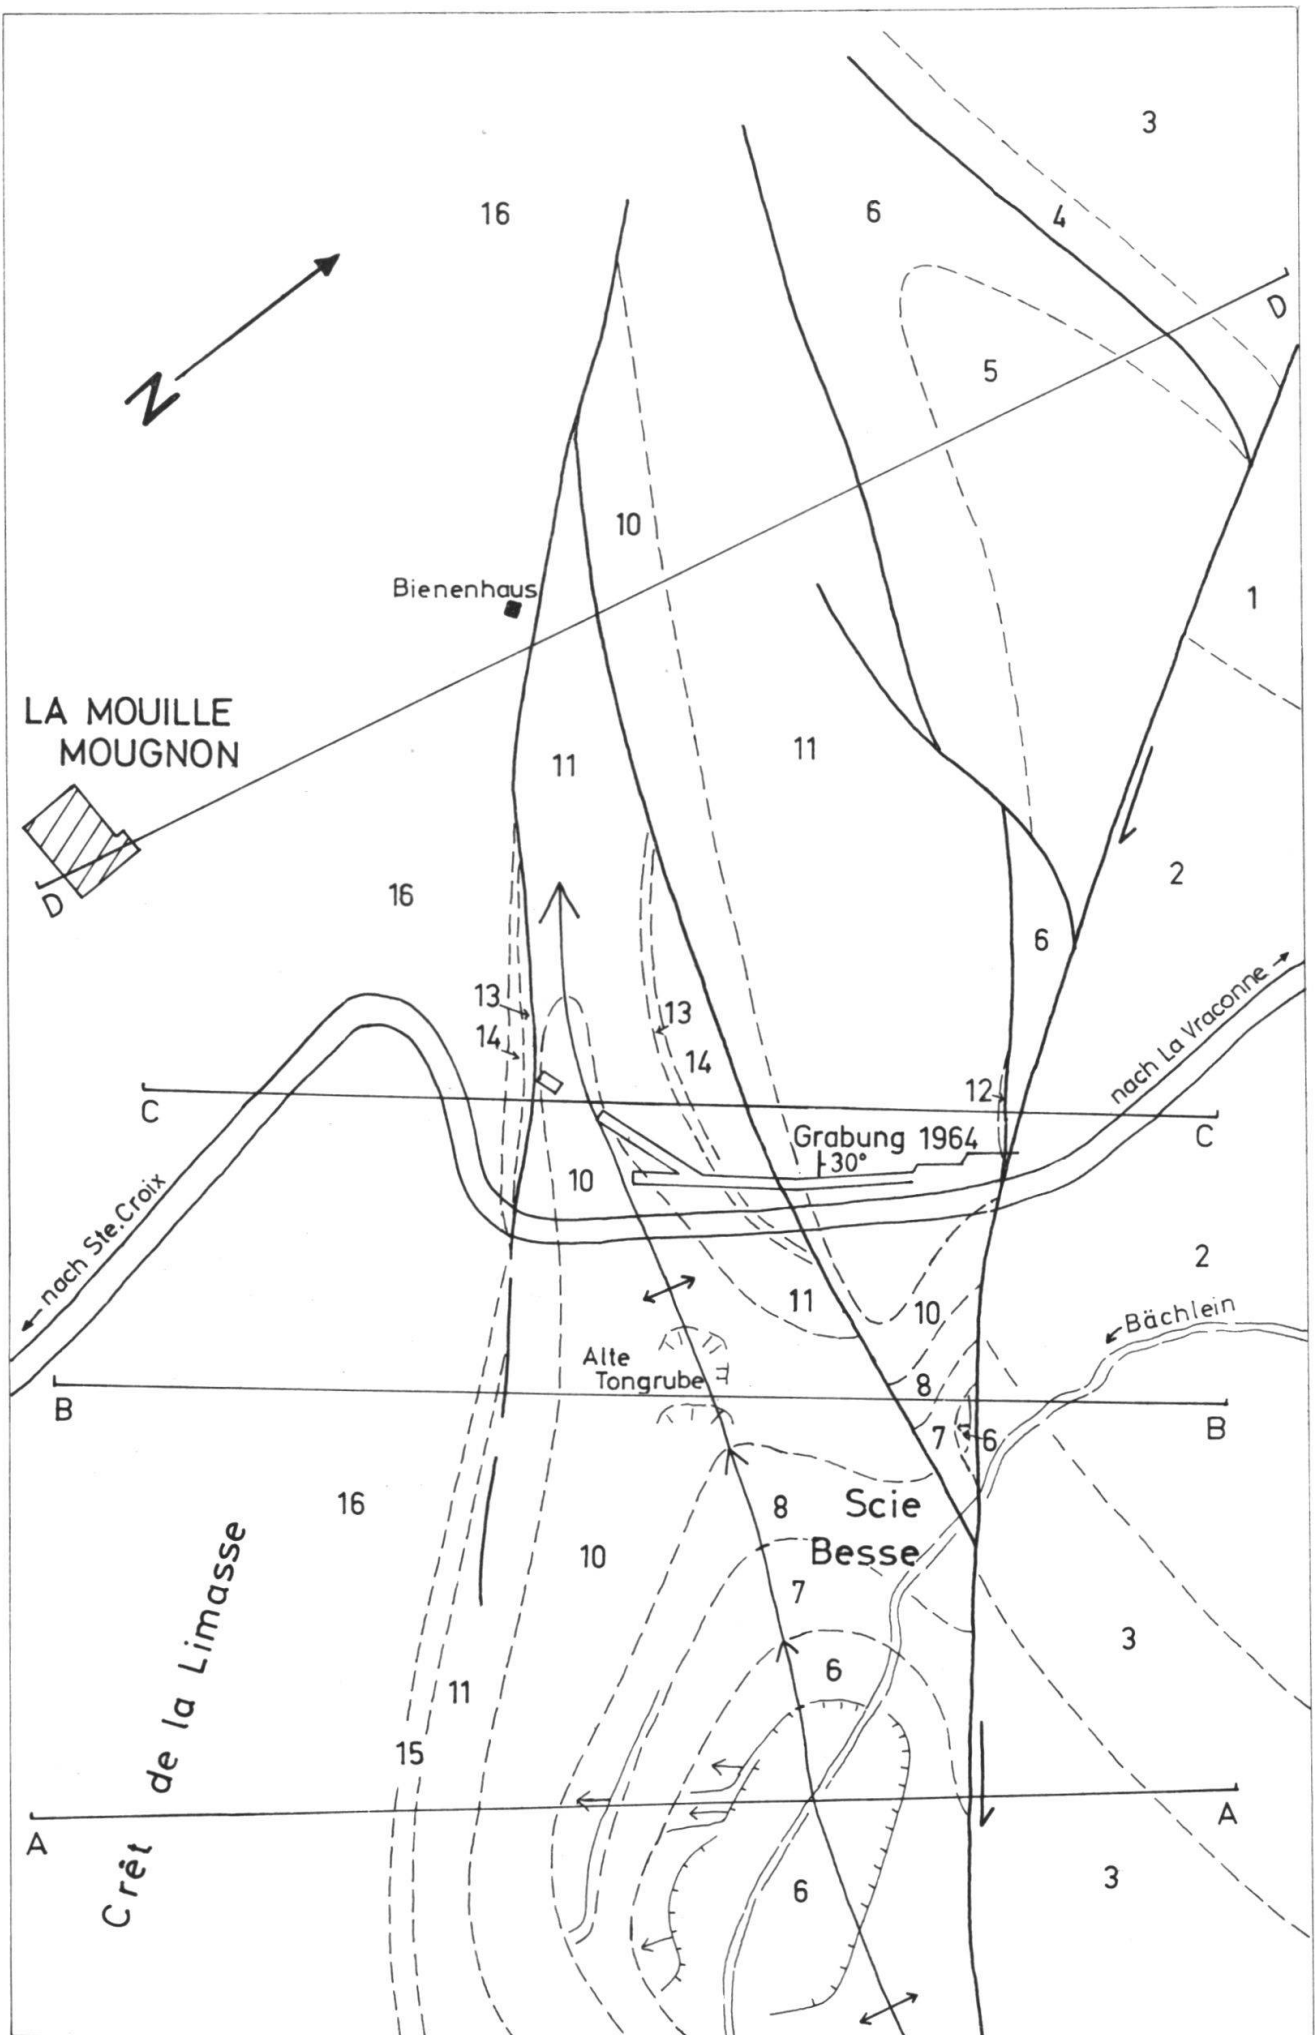 3
16
6
4
D
N
5
10
1
Bienenhaus
LA MOUILLE
MOUGNON
11
11
2
16
D
6
13
13
14
14
nach La Vraconne
12
C
C
Grabung 1964
30°
10
nach Ste. Croix
2
11
10
Bächlein
Alte
Tongrube
8
B
B
7
6
16
8
Scie
Besse
10
7
3
6
11
15
Crêt de la Limasse
A
A
6
3